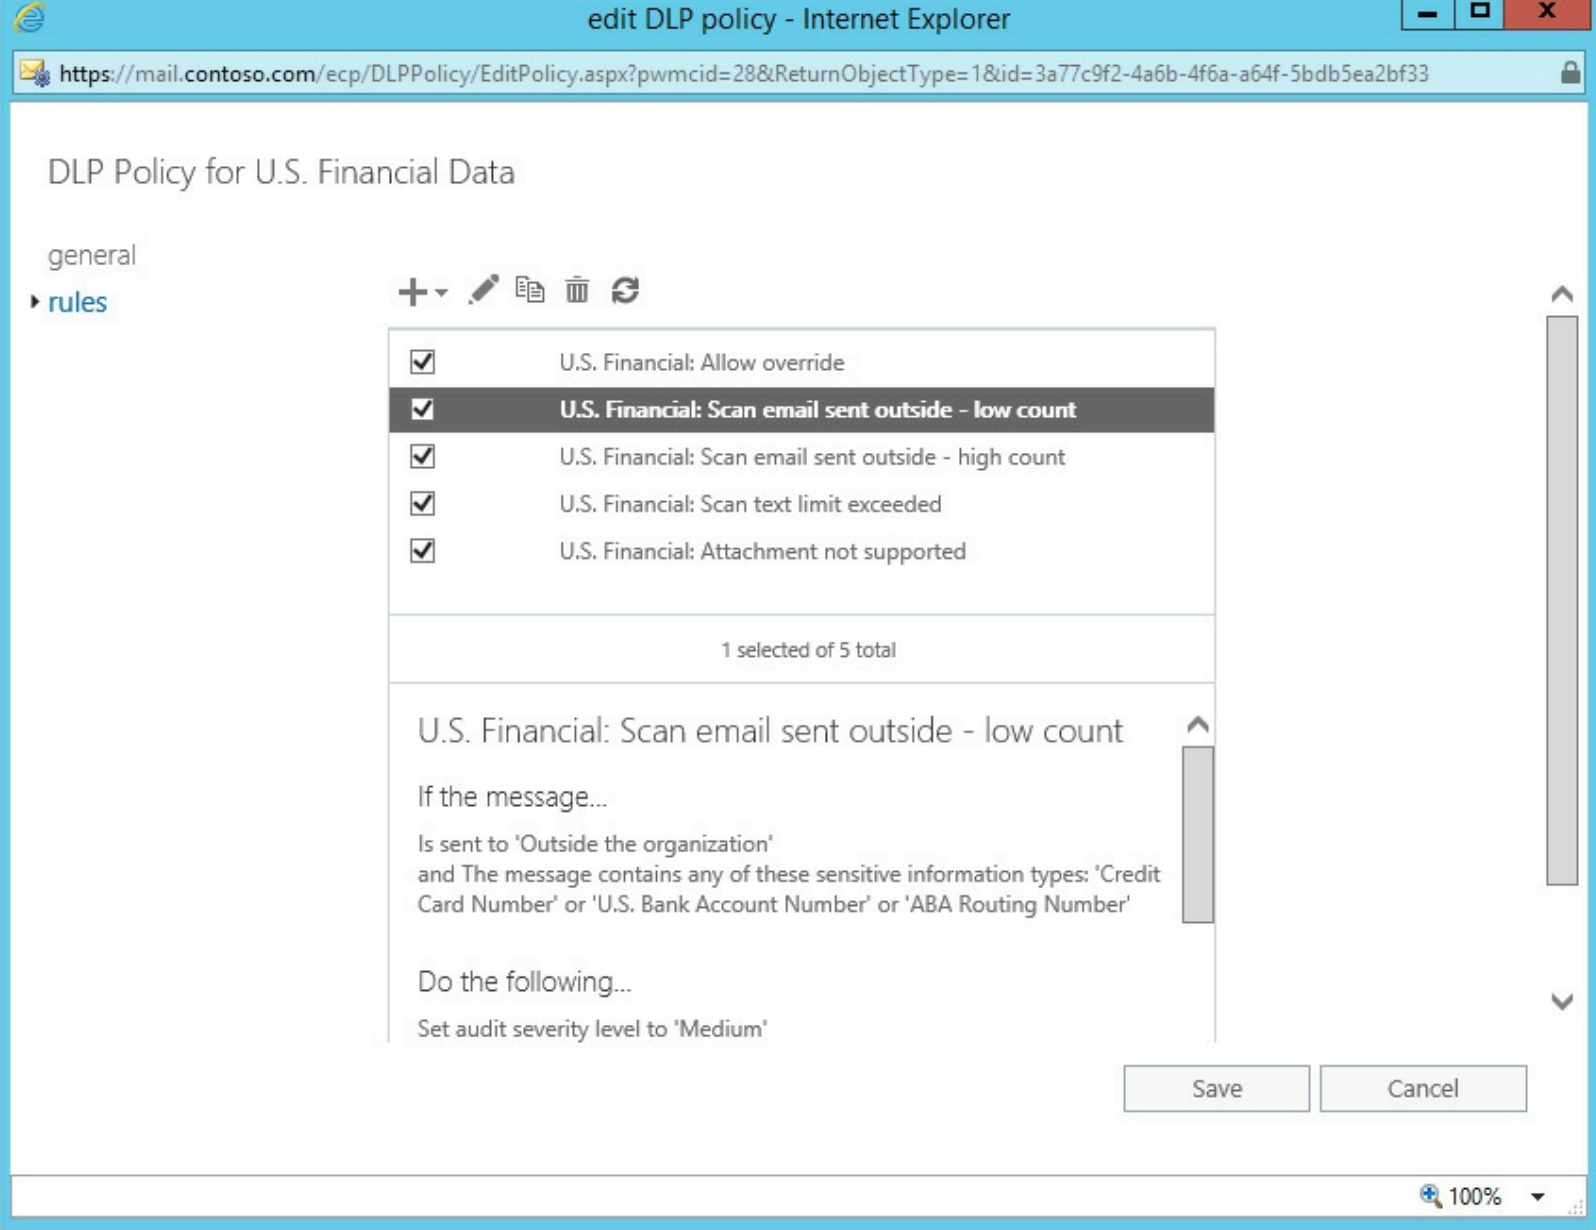 edit DLP policy - Internet Explorer
https://mail.contoso.com/ecp/DLPPolicy/EditPolicy.aspx?pwmcid=28&ReturnObjectType=1&id=3a77c9f2-4a6b-4f6a-a64f-5bdb5ea2bf33
DLP Policy for U.S. Financial Data
general
rules
U.S. Financial: Allow override
U.S. Financial: Scan email sent outside - low count
U.S. Financial: Scan email sent outside - high count
U.S. Financial: Scan text limit exceeded
U.S. Financial: Attachment not supported
1 selected of 5 total
U.S. Financial: Scan email sent outside - low count
If the message...
Is sent to 'Outside the organization'
and The message contains any of these sensitive information types: 'Credit
Card Number' or 'U.S. Bank Account Number' or 'ABA Routing Number'
Do the following...
Set audit severity level to 'Medium'
Save
Cancel
100%